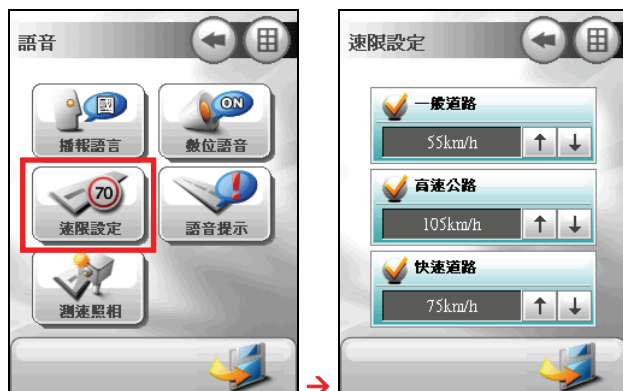 語音
ON
播報語言
數位語音
70
速限設定
語音提示
測速照相
→
速限設定
一般道路
55km/h ↑ ↓
高速公路
105km/h ↑ ↓
快速道路
75km/h ↑ ↓